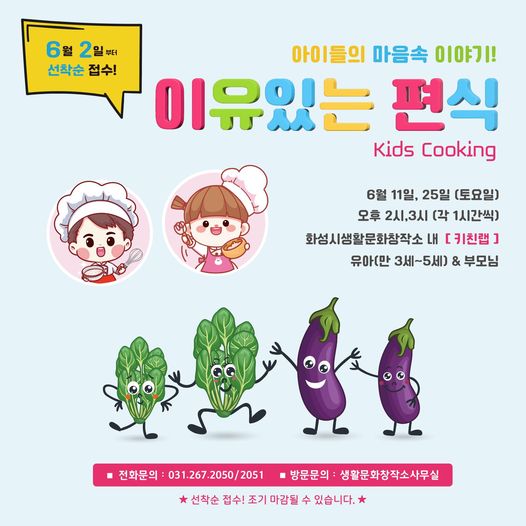 6월 2일부터
선착순 접수!
아이들의 마음속 이야기!
이유있는 편식
Kids Cooking
6월 11일, 25일 (토요일)
오후 2시,3시 (각 1시간씩)
화성시생활문화창작소 내 [ 키친랩 ]
유아(만 3세~5세) & 부모님
■ 전화문의 : 031.267.2050/2051 ■ 방문문의 : 생활문화창작소사무실
★ 선착순 접수! 조기 마감될 수 있습니다. ★